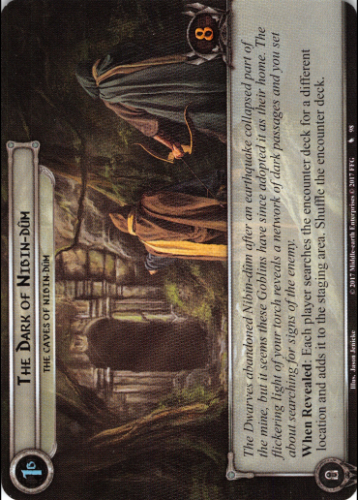 1B
THE DARK OF NIBIN-DÛM
THE CAVES OF NIBIN-DÛM
8
The Dwarves abandoned Nibin-dûm after an earthquake collapsed part of
the mine, but it seems these Goblins have since adopted it as their home. The
flickering light of your torch reveals a network of dark passages and you set
about searching for signs of the enemy.
When Revealed: Each player searches the encounter deck for a different
location and adds it to the staging area. Shuffle the encounter deck.
Illus. Jason Jenicke © 2017 Middle-earth Enterprises © 2017 FFG 98